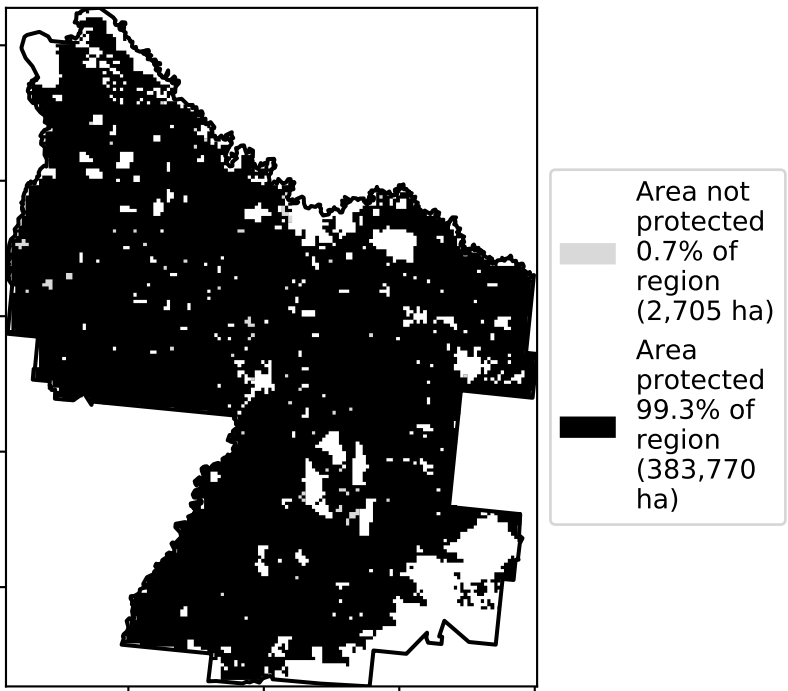 Area not
protected
0.7% of
region
(2,705 ha)
Area
protected
99.3% of
region
(383,770
ha)